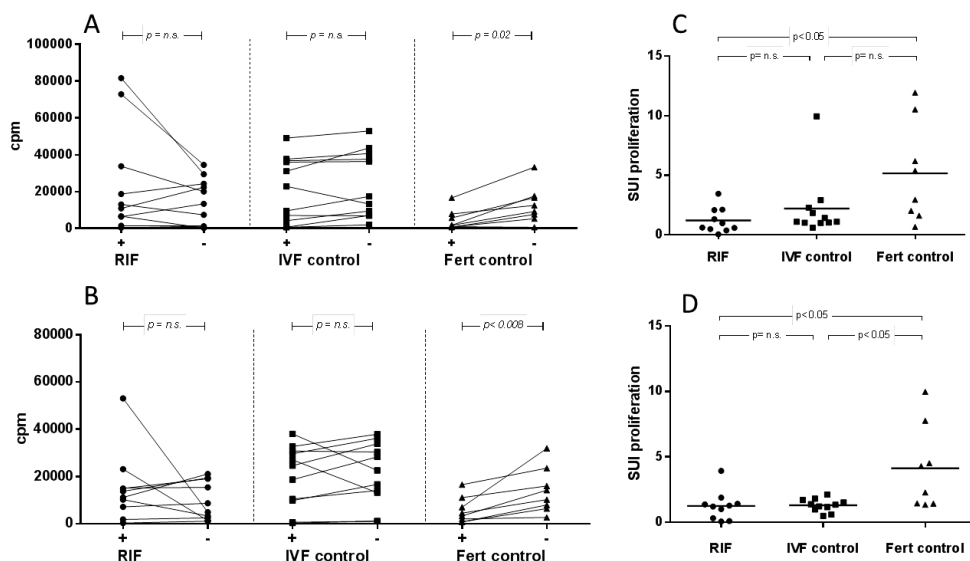 A
p = n.s.
p = n.s.
p = 0.02
100000
80000
60000
40000
20000
0
cpm
+
-
+
-
+
-
RIF
IVF control
Fert control
B
p = n.s.
p = n.s.
p< 0.008
80000
60000
40000
20000
0
cpm
+
-
+
-
+
-
RIF
IVF control
Fert control
C
p<0.05
p= n.s.
p= n.s.
15
10
5
0
SUI proliferation
RIF
IVF control
Fert control
D
p<0.05
p= n.s.
p<0.05
15
10
5
0
SUI proliferation
RIF
IVF control
Fert control